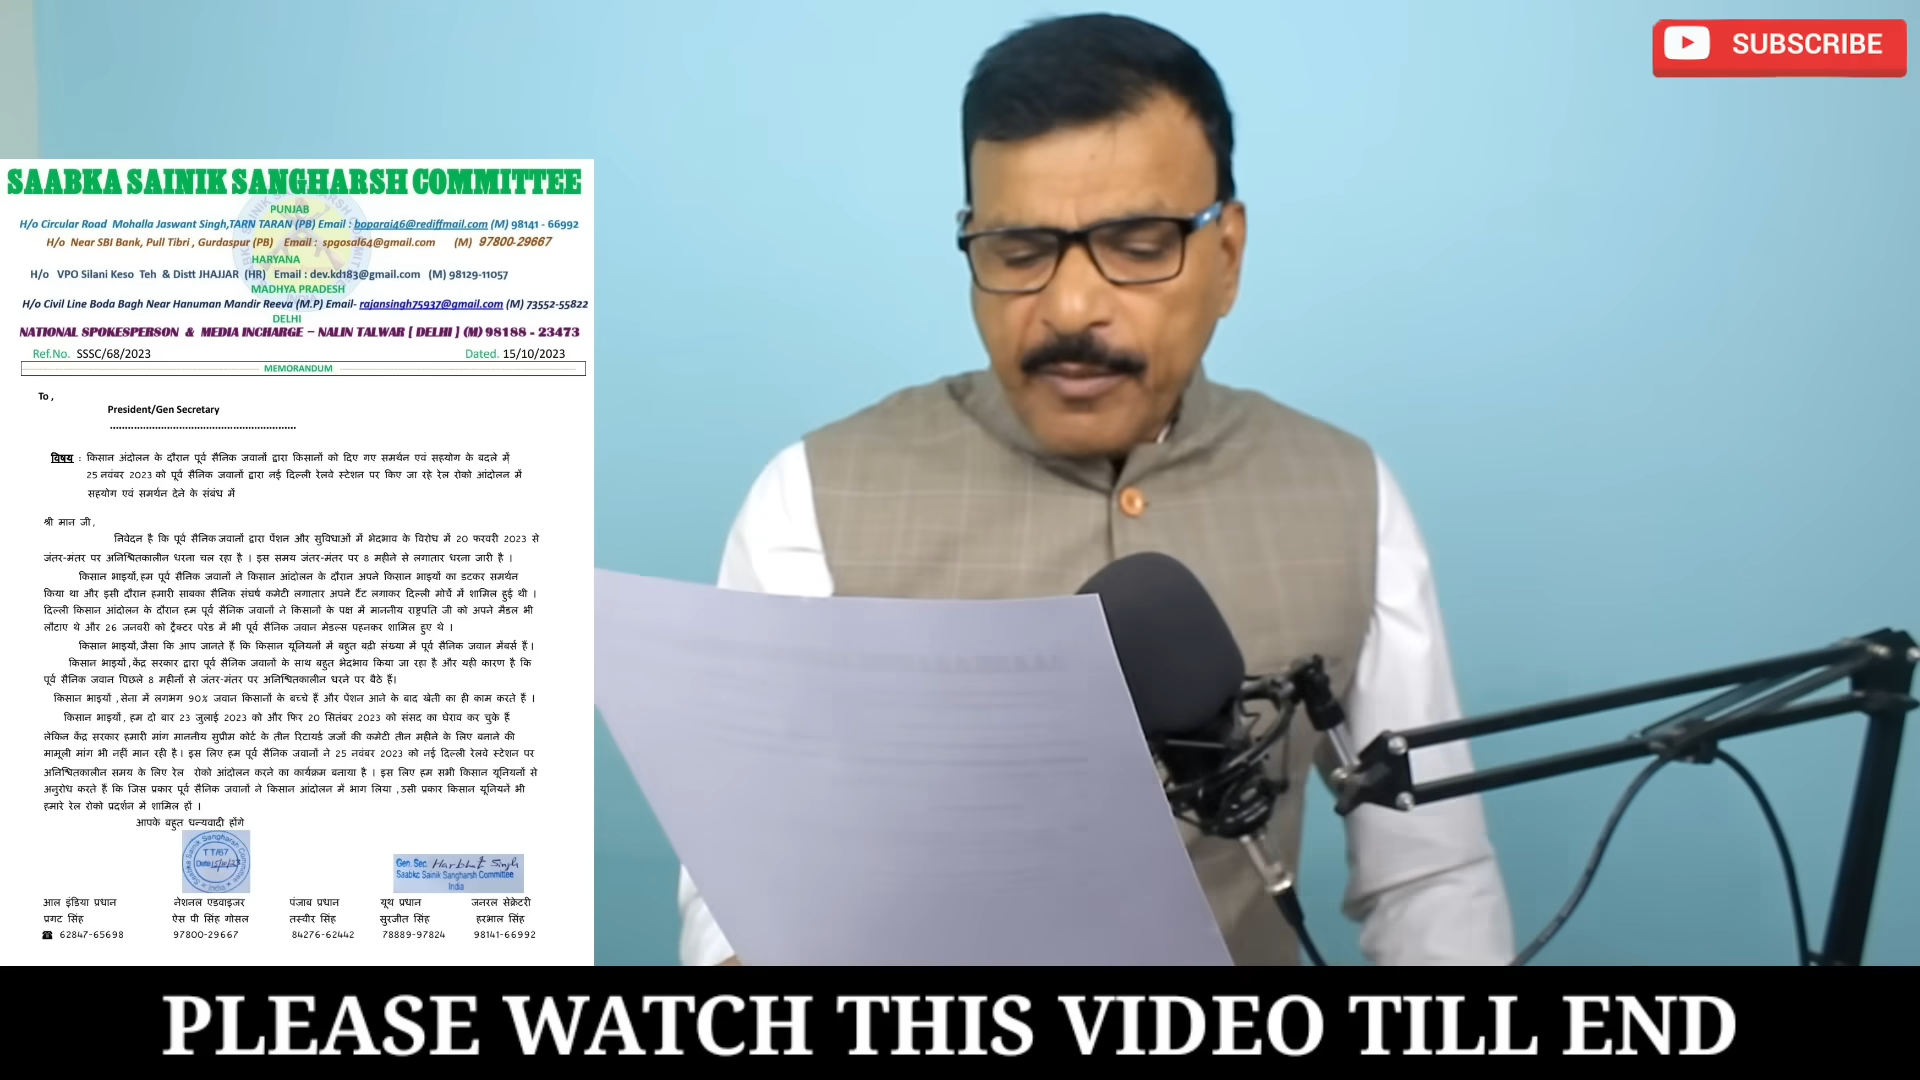 SUBSCRIBE
SAABKA SAINIK SANGHARSH COMMITTEE
PUNJAB
H/o Circular Road Mohalla Jaswant Singh,TARN TARAN (PB) Email : boparai46@rediffmail.com (M) 98141 - 66992
H/o Near SBI Bank, Pull Tibri , Gurdaspur (PB) Email : spgosal64@gmail.com (M) 97800-29667
HARYANA
H/o VPO Silani Keso Teh & Distt JHAJJAR (HR) Email : dev.kd183@gmail.com (M) 98129-11057
MADHYA PRADESH
H/o Civil Line Boda Bagh Near Hanuman Mandir Reeva (M.P) Email- rajansingh75937@gmail.com (M) 73552-55822
DELHI
NATIONAL SPOKESPERSON & MEDIA INCHARGE – NALIN TALWAR [ DELHI ] (M) 98188 - 23473
Ref.No. SSSC/68/2023 Dated. 15/10/2023
MEMORANDUM
To ,
President/Gen Secretary
विषय : किसान अंदोलन के दौरान पूर्व सैनिक जवानों द्वारा किसानों को दिए गए समर्थन एवं सहयोग के बदले में
25 नवंबर 2023 को पूर्व सैनिक जवानों द्वारा नई दिल्ली रेलवे स्टेशन पर किए जा रहे रेल रोको आंदोलन में
सहयोग एवं समर्थन देने के संबंध में
श्री मान जी,
निवेदन है कि पूर्व सैनिक जवानों द्वारा पेंशन और सुविधाओं में भेदभाव के विरोध में 20 फरवरी 2023 से
जंतर-मंतर पर अनिश्चितकालीन धरना चल रहा है । इस समय जंतर-मंतर पर 8 महीने से लगातार धरना जारी है ।
किसान भाइयों,हम पूर्व सैनिक जवानों ने किसान आंदोलन के दौरान अपने किसान भाइयों का डटकर समर्थन
किया था और इसी दौरान हमारी साबका सैनिक संघर्ष कमेटी लगातार अपने टैंट लगाकर दिल्ली मोर्चे में शामिल हुई थी ।
दिल्ली किसान आंदोलन के दौरान हम पूर्व सैनिक जवानों ने किसानों के पक्ष में माननीय राष्ट्रपति जी को अपने मैडल भी
लौटाए थे और 26 जनवरी को ट्रैक्टर परेड में भी पूर्व सैनिक जवान मेडल्स पहनकर शामिल हुए थे ।
किसान भाइयों,जैसा कि आप जानते हैं कि किसान यूनियनों में बहुत बढी संख्या में पूर्व सैनिक जवान मेंबर्स हैं।
किसान भाइयों,केंद्र सरकार द्वारा पूर्व सैनिक जवानों के साथ बहुत भेदभाव किया जा रहा है और यही कारण है कि
पूर्व सैनिक जवान पिछले 8 महीनों से जंतर-मंतर पर अनिश्चितकालीन धरने पर बैठे हैं।
किसान भाइयों ,सेना में लगभग 90% जवान किसानों के बच्चे हैं और पेंशन आने के बाद खेती का ही काम करते हैं ।
किसान भाइयों, हम दो बार 23 जुलाई 2023 को और फिर 20 सितंबर 2023 को संसद का घेराव कर चुके हैं
लेकिन केंद्र सरकार हमारी मांग माननीय सुप्रीम कोर्ट के तीन रिटायर्ड जजों की कमेटी तीन महीने के लिए बनाने की
मामूली मांग भी नहीं मान रही है। इस लिए हम पूर्व सैनिक जवानों ने 25 नवंबर 2023 को नई दिल्ली रेलवे स्टेशन पर
अनिश्चितकालीन समय के लिए रेल रोको आंदोलन करने का कार्यक्रम बनाया है । इस लिए हम सभी किसान यूनियनों से
अनुरोध करते हैं कि जिस प्रकार पूर्व सैनिक जवानों ने किसान आंदोलन में भाग लिया ,उसी प्रकार किसान यूनियनें भी
हमारे रेल रोको प्रदर्शन में शामिल हों ।
आपके बहुत धन्यवादी होंगे
TT/67
Gen. Sec. Harbhal Singh
Saabka Sainik Sangharsh Committee
India
आल इंडिया प्रधान नेशनल एडवाइजर पंजाब प्रधान यूथ प्रधान जनरल सेक्रेटरी
प्रगट सिंह ऐस पी सिंह गोसल तस्वीर सिंह सुरजीत सिंह हरभाल सिंह
☎ 62847-65698 97800-29667 84276-62442 78889-97824 98141-66992
PLEASE WATCH THIS VIDEO TILL END